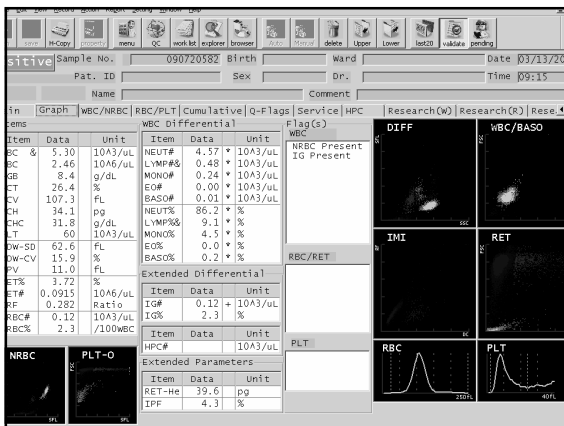 save H-Copy property menu QC work list explorer browser Auto Manual delete Upper Lower last20 validate pending
sitive Sample No. 090720582 Birth Ward Date 03/13/20
Pat. ID Sex Dr. Time 09:15
Name Comment
in Graph WBC/NRBC RBC/PLT Cumulative Q-Flags Service HPC Research(W) Research(R) Rese.
tems
Item Data Unit
BC & 5.30 10^3/uL
BC 2.46 10^6/uL
GB 8.4 g/dL
CT 26.4 %
CV 107.3 fL
CH 34.1 pg
CHC 31.8 g/dL
LT 60 10^3/uL
DW-SD 62.6 fL
DW-CV 15.9 %
PV 11.0 fL
ET% 3.72 %
ET# 0.0915 10^6/uL
RF 0.282 Ratio
RBC# 0.12 10^3/uL
RBC% 2.3 /100WBC
NRBC
SFL
PLT-O
FSC
SFL
WBC Differential
Item Data Unit
NEUT# 4.57 * 10^3/uL
LYMP#& 0.48 * 10^3/uL
MONO# 0.24 * 10^3/uL
EO# 0.00 * 10^3/uL
BASO# 0.01 * 10^3/uL
NEUT% 86.2 * %
LYMP%& 9.1 * %
MONO% 4.5 * %
EO% 0.0 * %
BASO% 0.2 * %
Extended Differential
Item Data Unit
IG# 0.12 + 10^3/uL
IG% 2.3 %
Item Data Unit
HPC# 10^3/uL
Extended Parameters
Item Data Unit
RET-He 39.6 pg
IPF 4.3 %
Flag(s)
WBC
NRBC Present
IG Present
RBC/RET
PLT
DIFF
SFL
SSC
WBC/BASO
FSC
IMI
RF
DC
RET
FSC
RBC
250fL
PLT
40fL